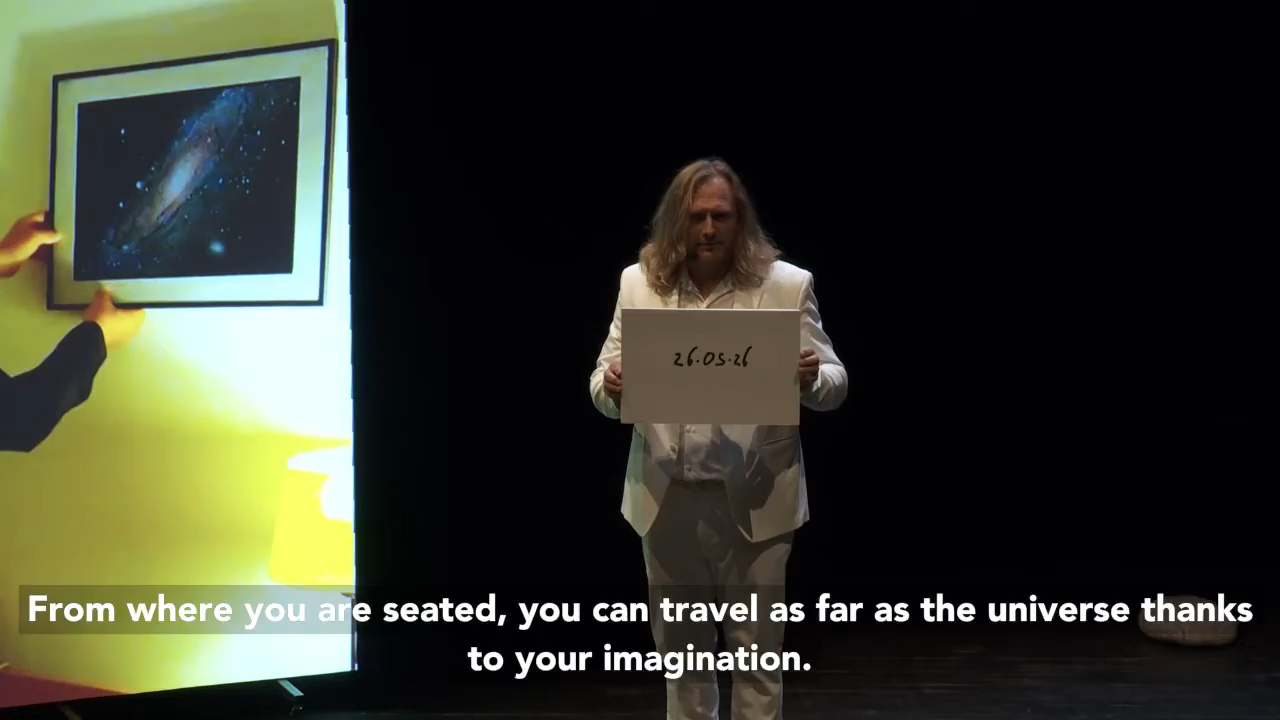 26.05.26
From where you are seated, you can travel as far as the universe thanks
to your imagination.